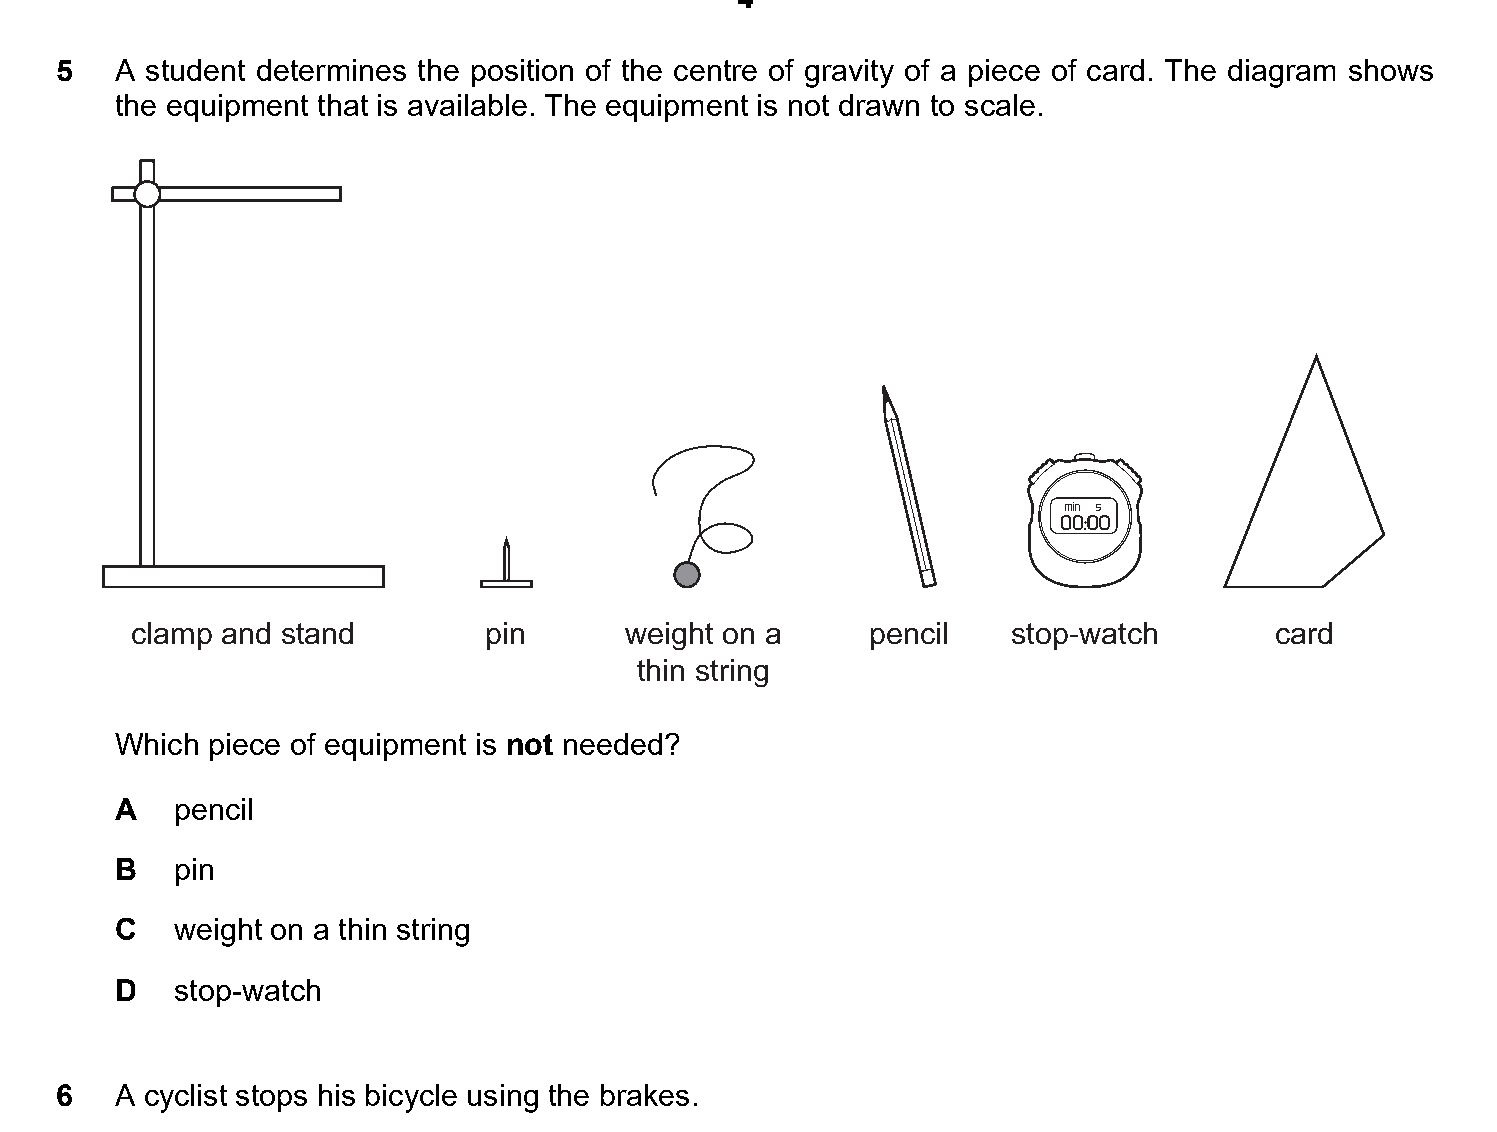 4
5 A student determines the position of the centre of gravity of a piece of card. The diagram shows
the equipment that is available. The equipment is not drawn to scale.
min s
00:00
clamp and stand pin weight on a pencil stop-watch card
thin string
Which piece of equipment is not needed?
A pencil
B pin
C weight on a thin string
D stop-watch
6 A cyclist stops his bicycle using the brakes.